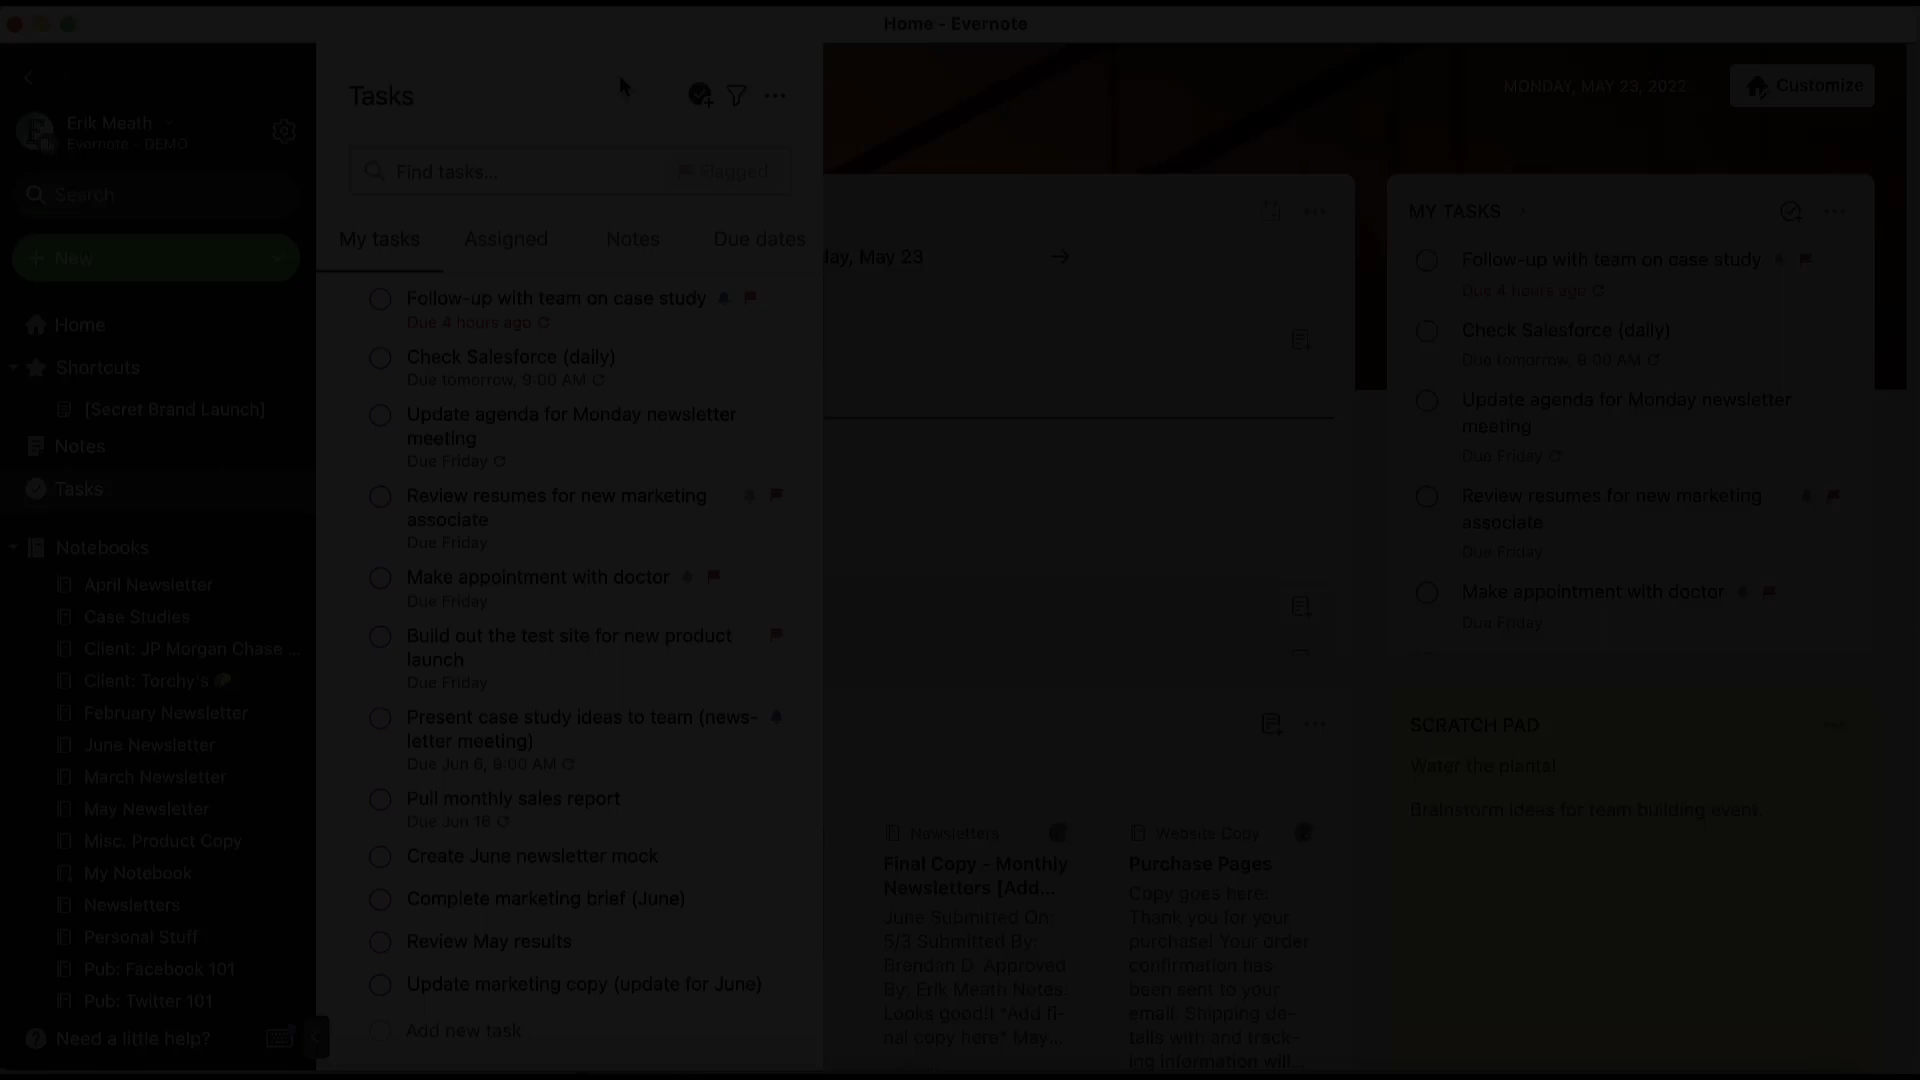 Home - Evernote
Erik Meath
Evernote - DEMO
Search
New
Home
Shortcuts
[Secret Brand Launch]
Notes
Tasks
Notebooks
April Newsletter
Case Studies
Client: JP Morgan Chase ...
Client: Torchy's
February Newsletter
June Newsletter
March Newsletter
May Newsletter
Misc. Product Copy
My Notebook
Newsletters
Personal Stuff
Pub: Facebook 101
Pub: Twitter 101
Need a little help?
Tasks
Find tasks...
Flagged
My tasks Assigned Notes Due dates
Follow-up with team on case study
Due 4 hours ago
Check Salesforce (daily)
Due tomorrow, 9:00 AM
Update agenda for Monday newsletter
meeting
Due Friday
Review resumes for new marketing
associate
Due Friday
Make appointment with doctor
Due Friday
Build out the test site for new product
launch
Due Friday
Present case study ideas to team (news-
letter meeting)
Due Jun 6, 9:00 AM
Pull monthly sales report
Due Jun 16
Create June newsletter mock
Complete marketing brief (June)
Review May results
Update marketing copy (update for June)
Add new task
MONDAY, MAY 23, 2022
Customize
May 23
Newsletters
Final Copy - Monthly
Newsletters [Add...
June Submitted On:
5/3 Submitted By:
Brendan D. Approved
By: Erik Meath Notes:
Looks good!! *Add fi-
nal copy here* May...
Website Copy
Purchase Pages
Copy goes here:
Thank you for your
purchase! Your order
confirmation has
been sent to your
email. Shipping de-
tails with and track-
ing information will...
MY TASKS
Follow-up with team on case study
Due 4 hours ago
Check Salesforce (daily)
Due tomorrow, 9:00 AM
Update agenda for Monday newsletter
meeting
Due Friday
Review resumes for new marketing
associate
Due Friday
Make appointment with doctor
Due Friday
SCRATCH PAD
Water the plants!
Brainstorm ideas for team building event.